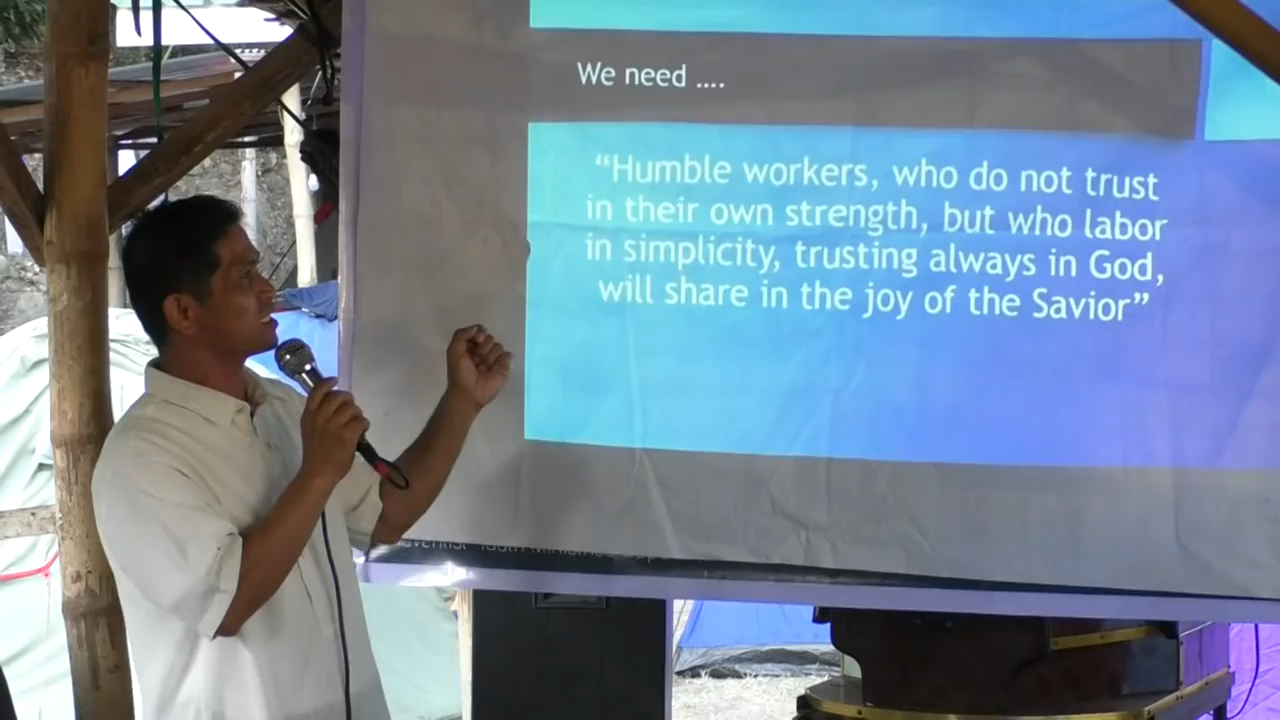 We need ....
“Humble workers, who do not trust
in their own strength, but who labor
in simplicity, trusting always in God,
will share in the joy of the Savior”